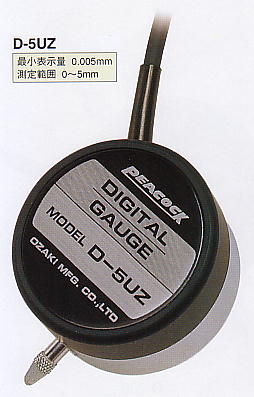 D-5UZ
最小表示量 0.005mm
測定範囲 0～5mm
PEACOCK
DIGITAL
GAUGE
MODEL D-5UZ
OZAKI MFG. CO.,LTD